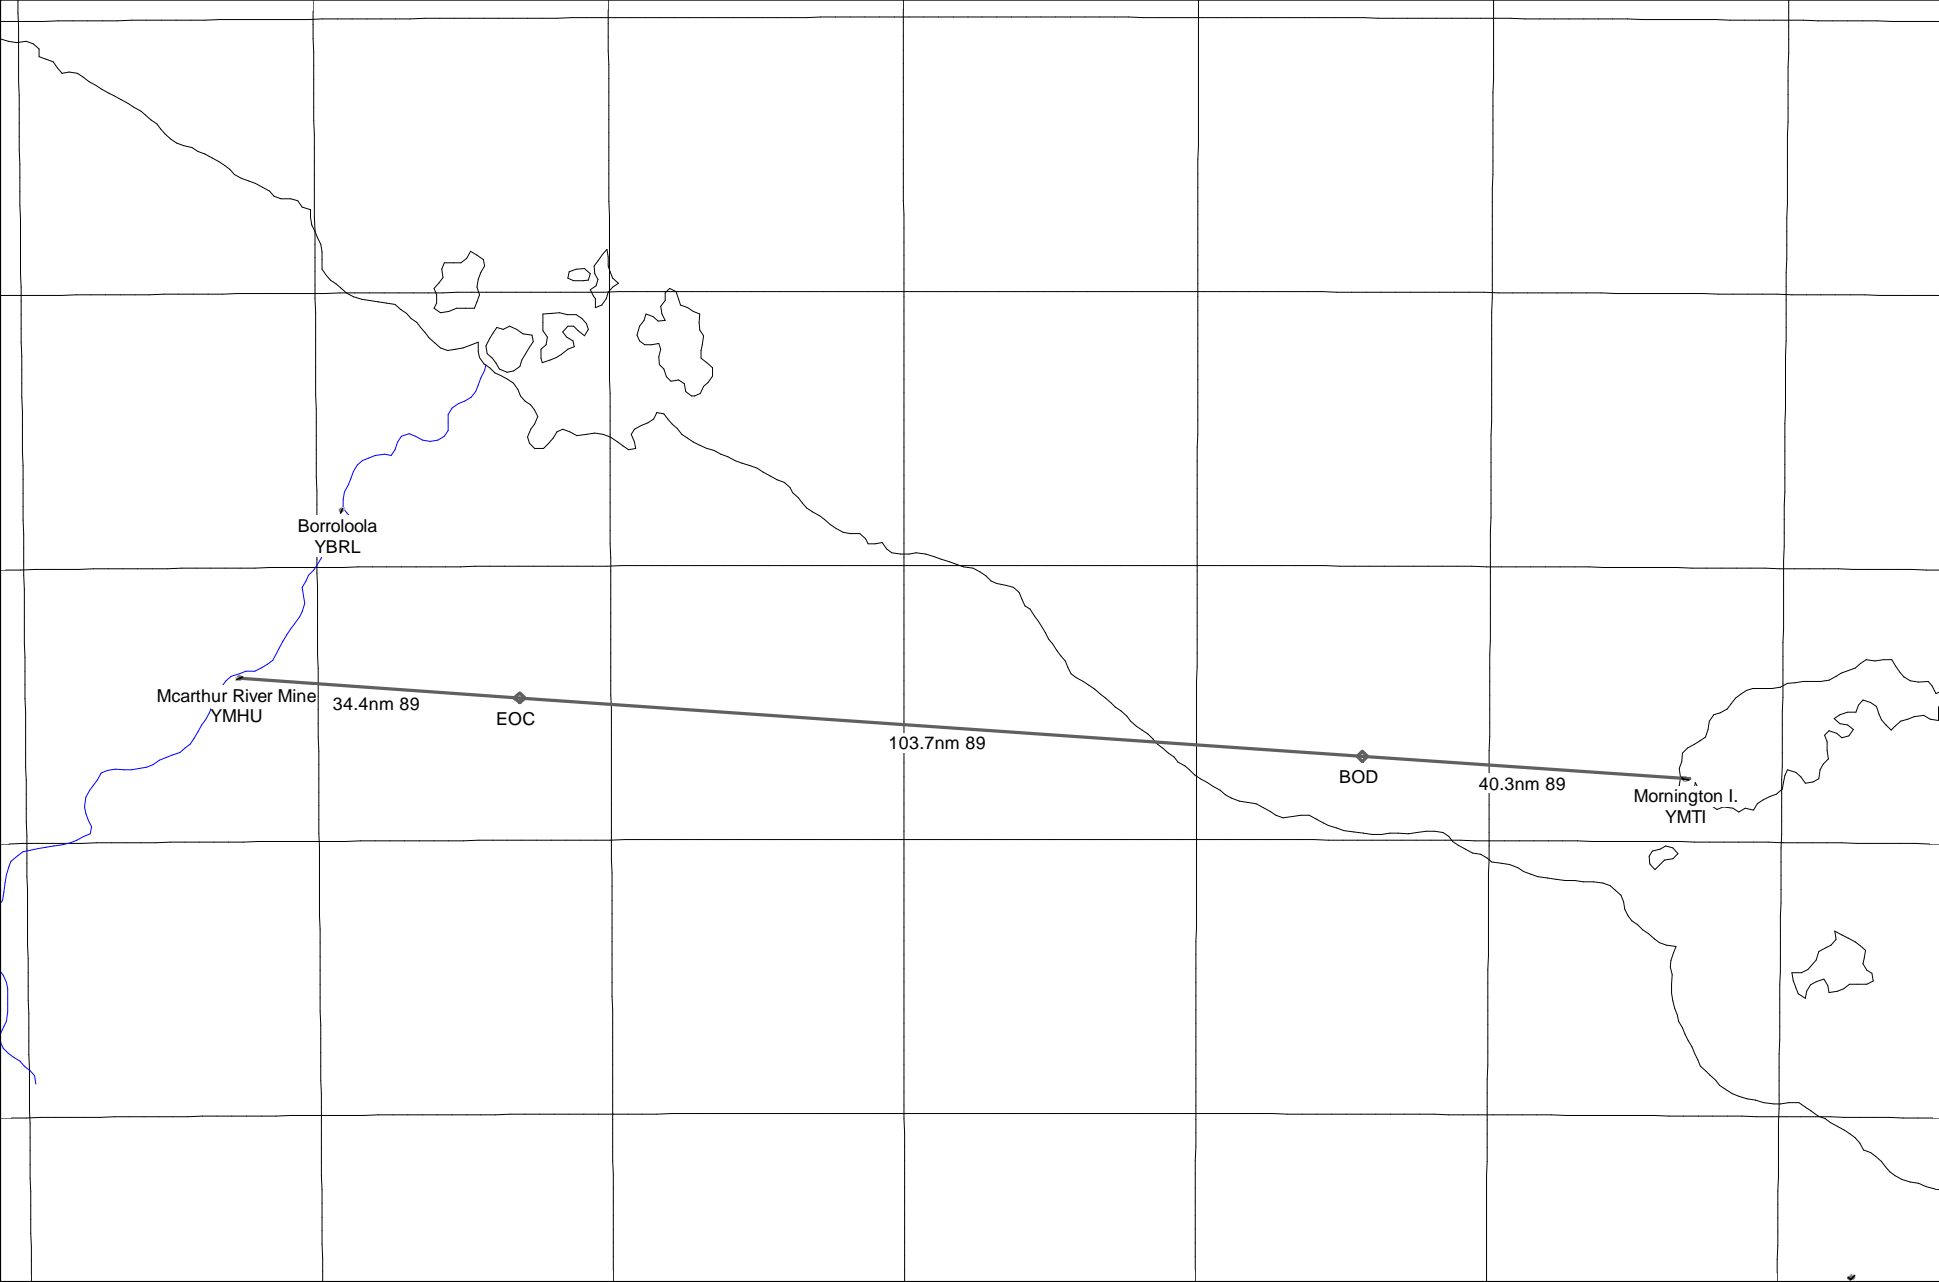 Borroloola
YBRL
Mcarthur River Mine
YMHU
34.4nm 89
EOC
103.7nm 89
BOD
40.3nm 89
Mornington I.
YMTI